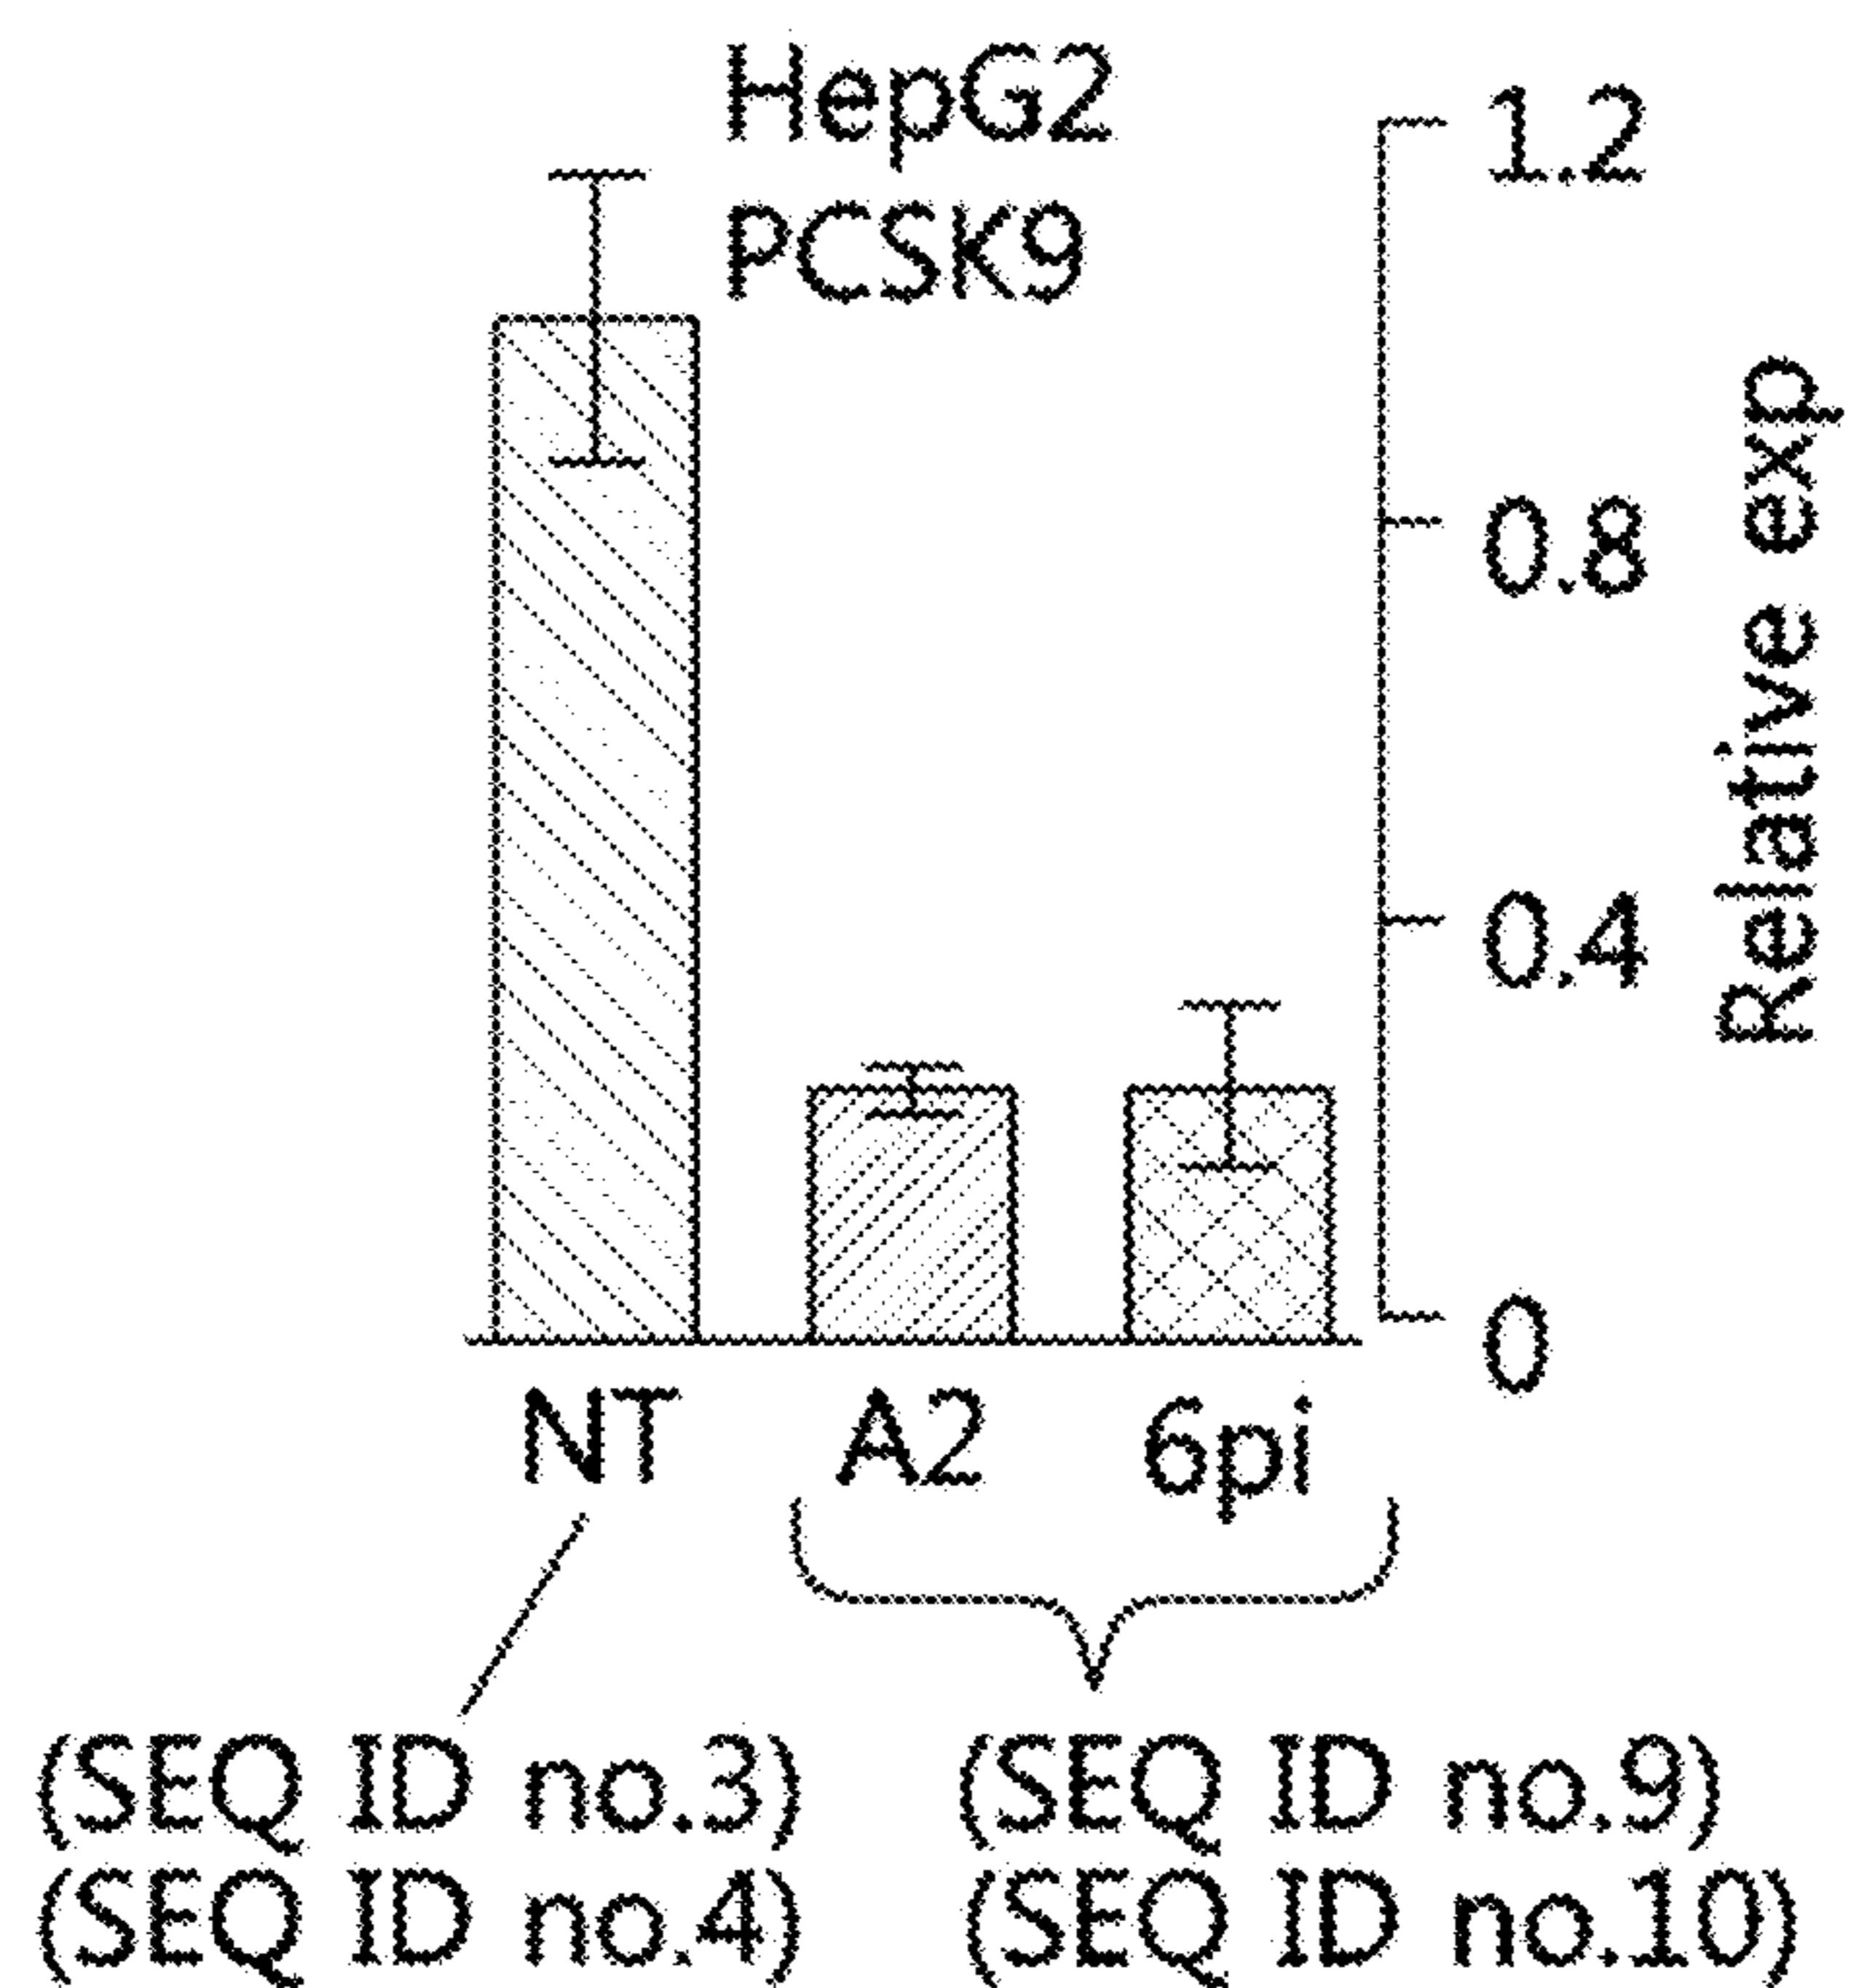 HepG2
PCSK9
1.2
0.8
0.4
0
Relative exp
NT A2 6pi
(SEQ ID no.3) (SEQ ID no.9)
(SEQ ID no.4) (SEQ ID no.10)